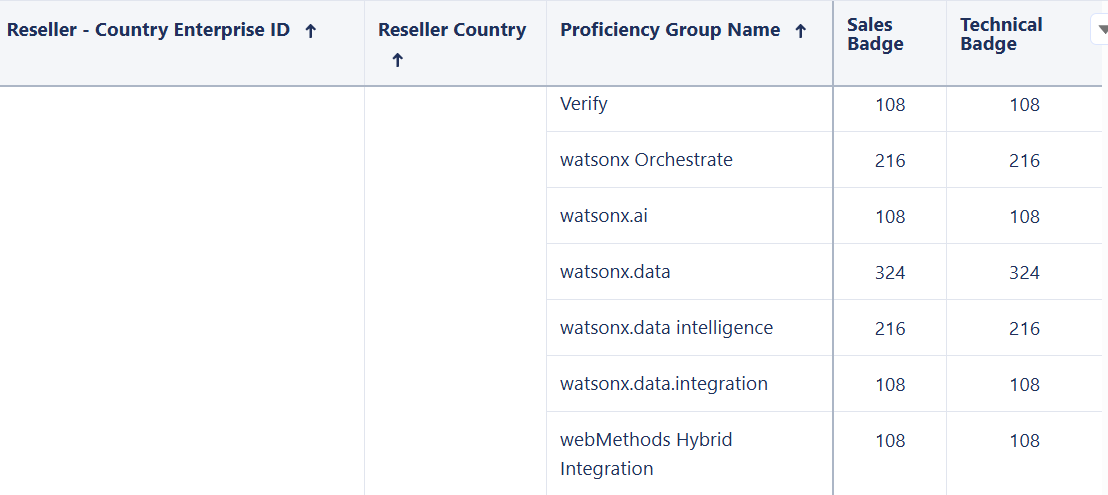 Reseller - Country Enterprise ID ↑ Reseller Country ↑ Proficiency Group Name ↑ Sales Badge Technical Badge
Verify 108 108
watsonx Orchestrate 216 216
watsonx.ai 108 108
watsonx.data 324 324
watsonx.data intelligence 216 216
watsonx.data.integration 108 108
webMethods Hybrid Integration 108 108